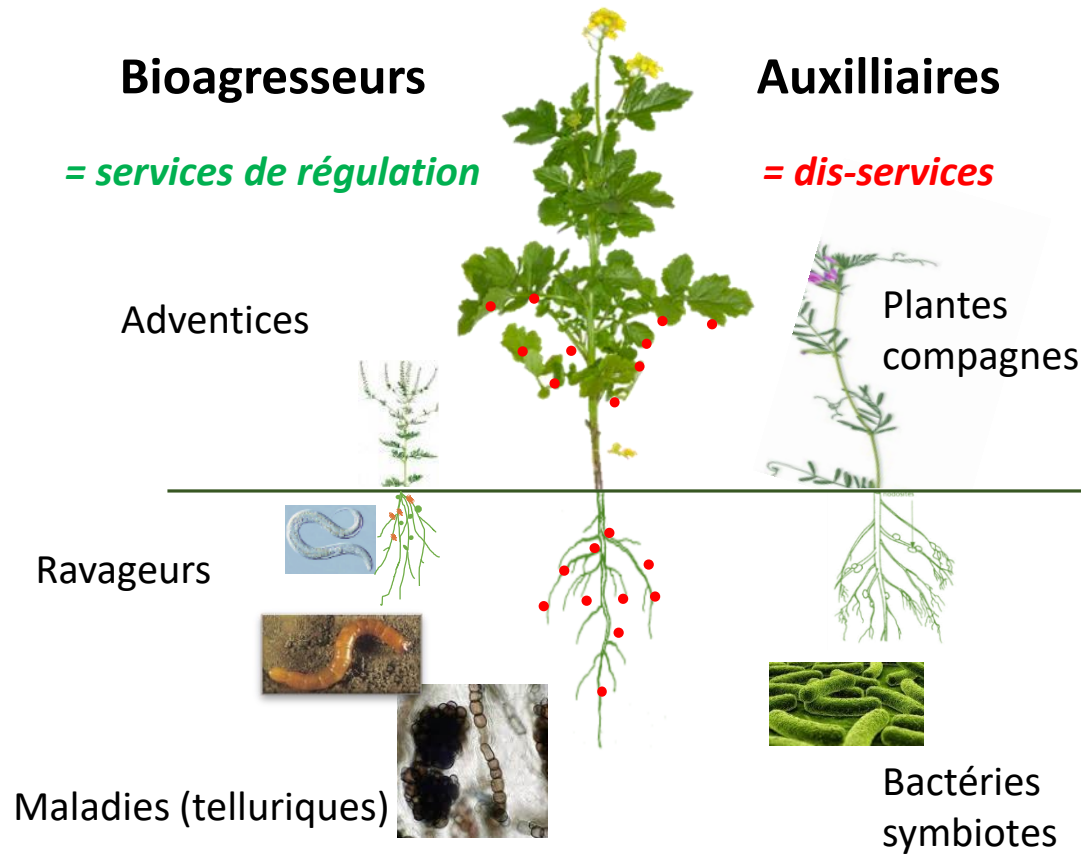 Bioagresseurs
Auxilliaires
= services de régulation
= dis-services
Adventices
Plantes
compagnes
Ravageurs
Maladies (telluriques)
Bactéries
symbiotes